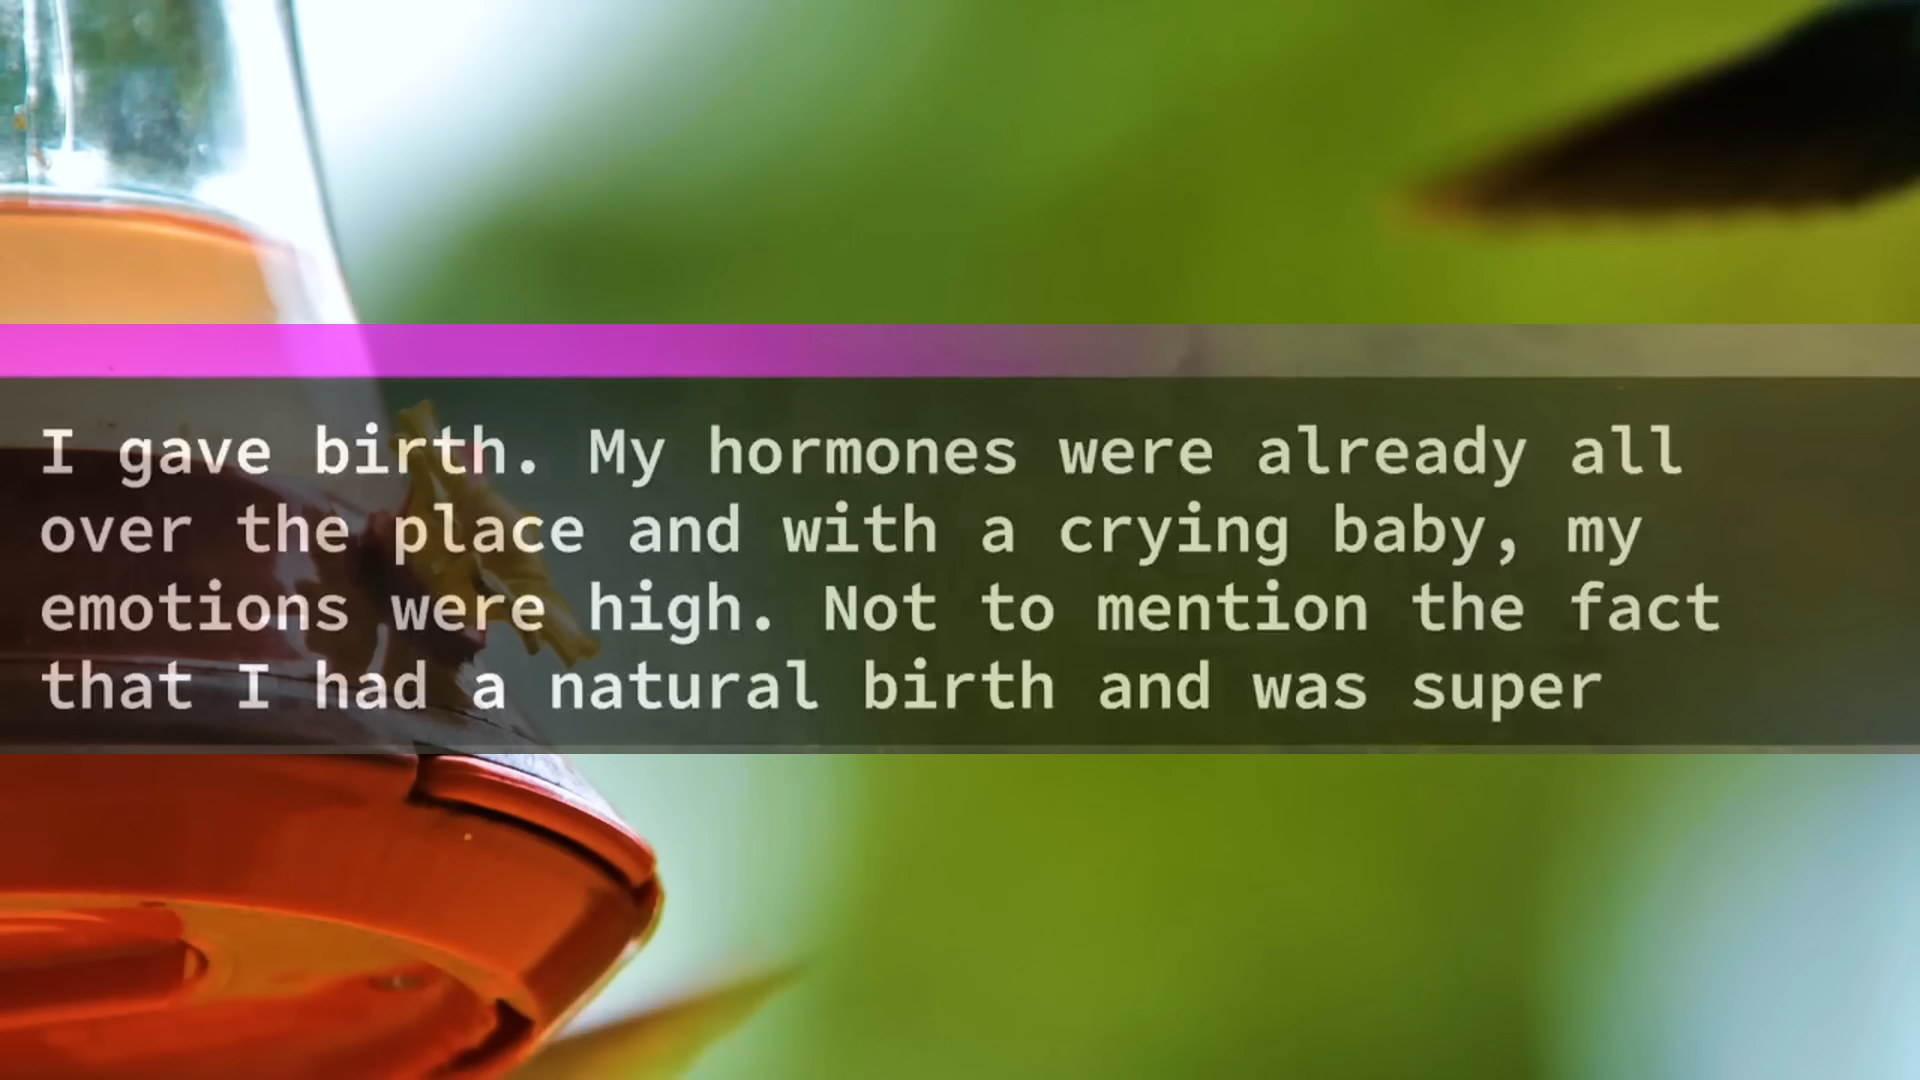 I gave birth. My hormones were already all
over the place and with a crying baby, my
emotions were high. Not to mention the fact
that I had a natural birth and was super